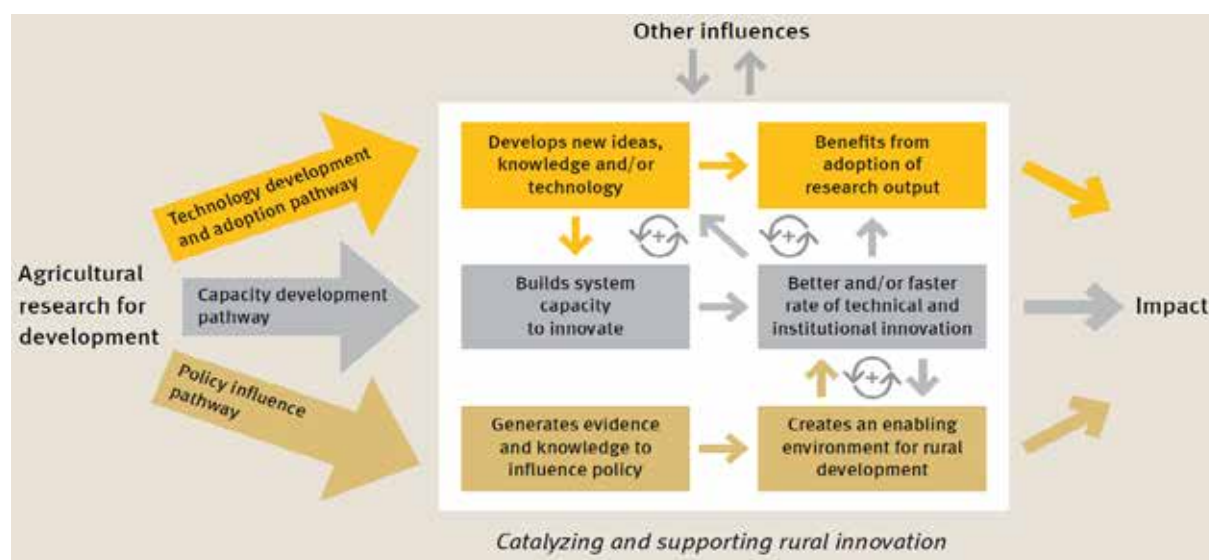 Other influences
Technology development
and adoption pathway
Develops new ideas,
knowledge and/or
technology
Benefits from
adoption of
research output
+
+
Agricultural
research for
development
Capacity development
pathway
Builds system
capacity
to innovate
Better and/or faster
rate of technical and
institutional innovation
Impact
+
Policy influence
pathway
Generates evidence
and knowledge to
influence policy
Creates an enabling
environment for rural
development
Catalyzing and supporting rural innovation